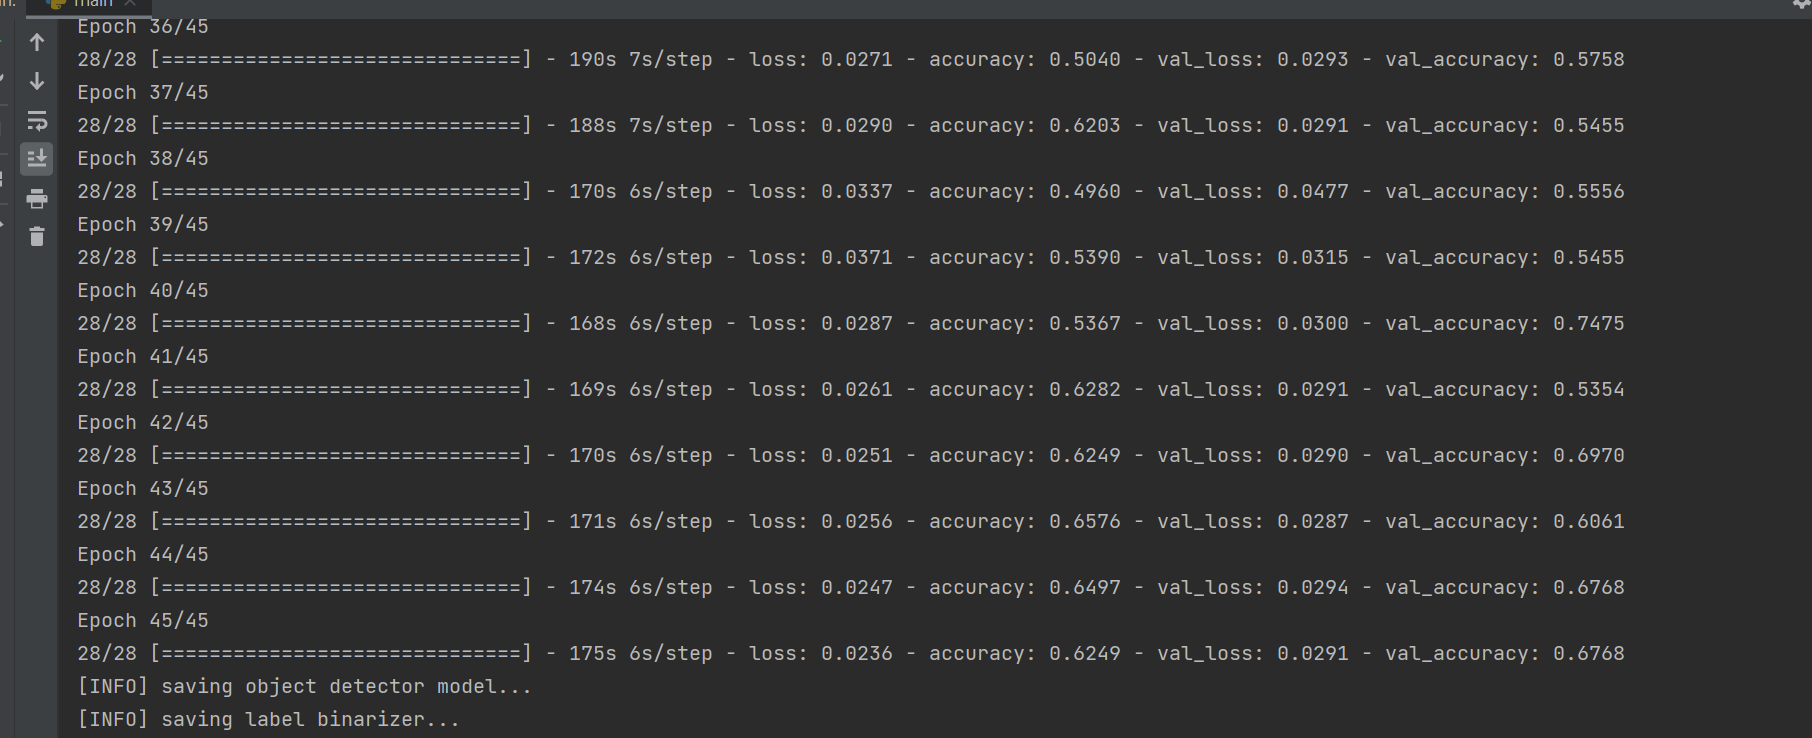 main
Epoch 36/45
28/28 [==============================] - 190s 7s/step - loss: 0.0271 - accuracy: 0.5040 - val_loss: 0.0293 - val_accuracy: 0.5758
Epoch 37/45
28/28 [==============================] - 188s 7s/step - loss: 0.0290 - accuracy: 0.6203 - val_loss: 0.0291 - val_accuracy: 0.5455
Epoch 38/45
28/28 [==============================] - 170s 6s/step - loss: 0.0337 - accuracy: 0.4960 - val_loss: 0.0477 - val_accuracy: 0.5556
Epoch 39/45
28/28 [==============================] - 172s 6s/step - loss: 0.0371 - accuracy: 0.5390 - val_loss: 0.0315 - val_accuracy: 0.5455
Epoch 40/45
28/28 [==============================] - 168s 6s/step - loss: 0.0287 - accuracy: 0.5367 - val_loss: 0.0300 - val_accuracy: 0.7475
Epoch 41/45
28/28 [==============================] - 169s 6s/step - loss: 0.0261 - accuracy: 0.6282 - val_loss: 0.0291 - val_accuracy: 0.5354
Epoch 42/45
28/28 [==============================] - 170s 6s/step - loss: 0.0251 - accuracy: 0.6249 - val_loss: 0.0290 - val_accuracy: 0.6970
Epoch 43/45
28/28 [==============================] - 171s 6s/step - loss: 0.0256 - accuracy: 0.6576 - val_loss: 0.0287 - val_accuracy: 0.6061
Epoch 44/45
28/28 [==============================] - 174s 6s/step - loss: 0.0247 - accuracy: 0.6497 - val_loss: 0.0294 - val_accuracy: 0.6768
Epoch 45/45
28/28 [==============================] - 175s 6s/step - loss: 0.0236 - accuracy: 0.6249 - val_loss: 0.0291 - val_accuracy: 0.6768
[INFO] saving object detector model...
[INFO] saving label binarizer...